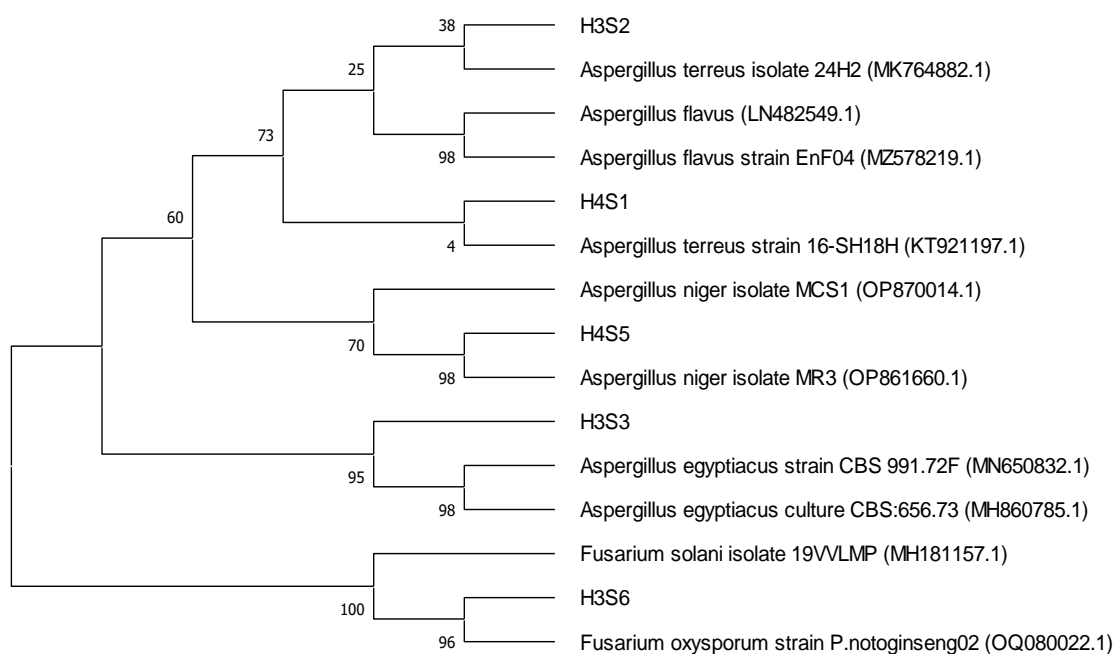 38
H3S2
25
Aspergillus terreus isolate 24H2 (MK764882.1)
Aspergillus flavus (LN482549.1)
73
98
Aspergillus flavus strain EnF04 (MZ578219.1)
H4S1
60
4
Aspergillus terreus strain 16-SH18H (KT921197.1)
Aspergillus niger isolate MCS1 (OP870014.1)
70
H4S5
98
Aspergillus niger isolate MR3 (OP861660.1)
H3S3
95
Aspergillus egyptiacus strain CBS 991.72F (MN650832.1)
98
Aspergillus egyptiacus culture CBS:656.73 (MH860785.1)
Fusarium solani isolate 19VVLMP (MH181157.1)
100
H3S6
96
Fusarium oxysporum strain P.notoginseng02 (OQ080022.1)